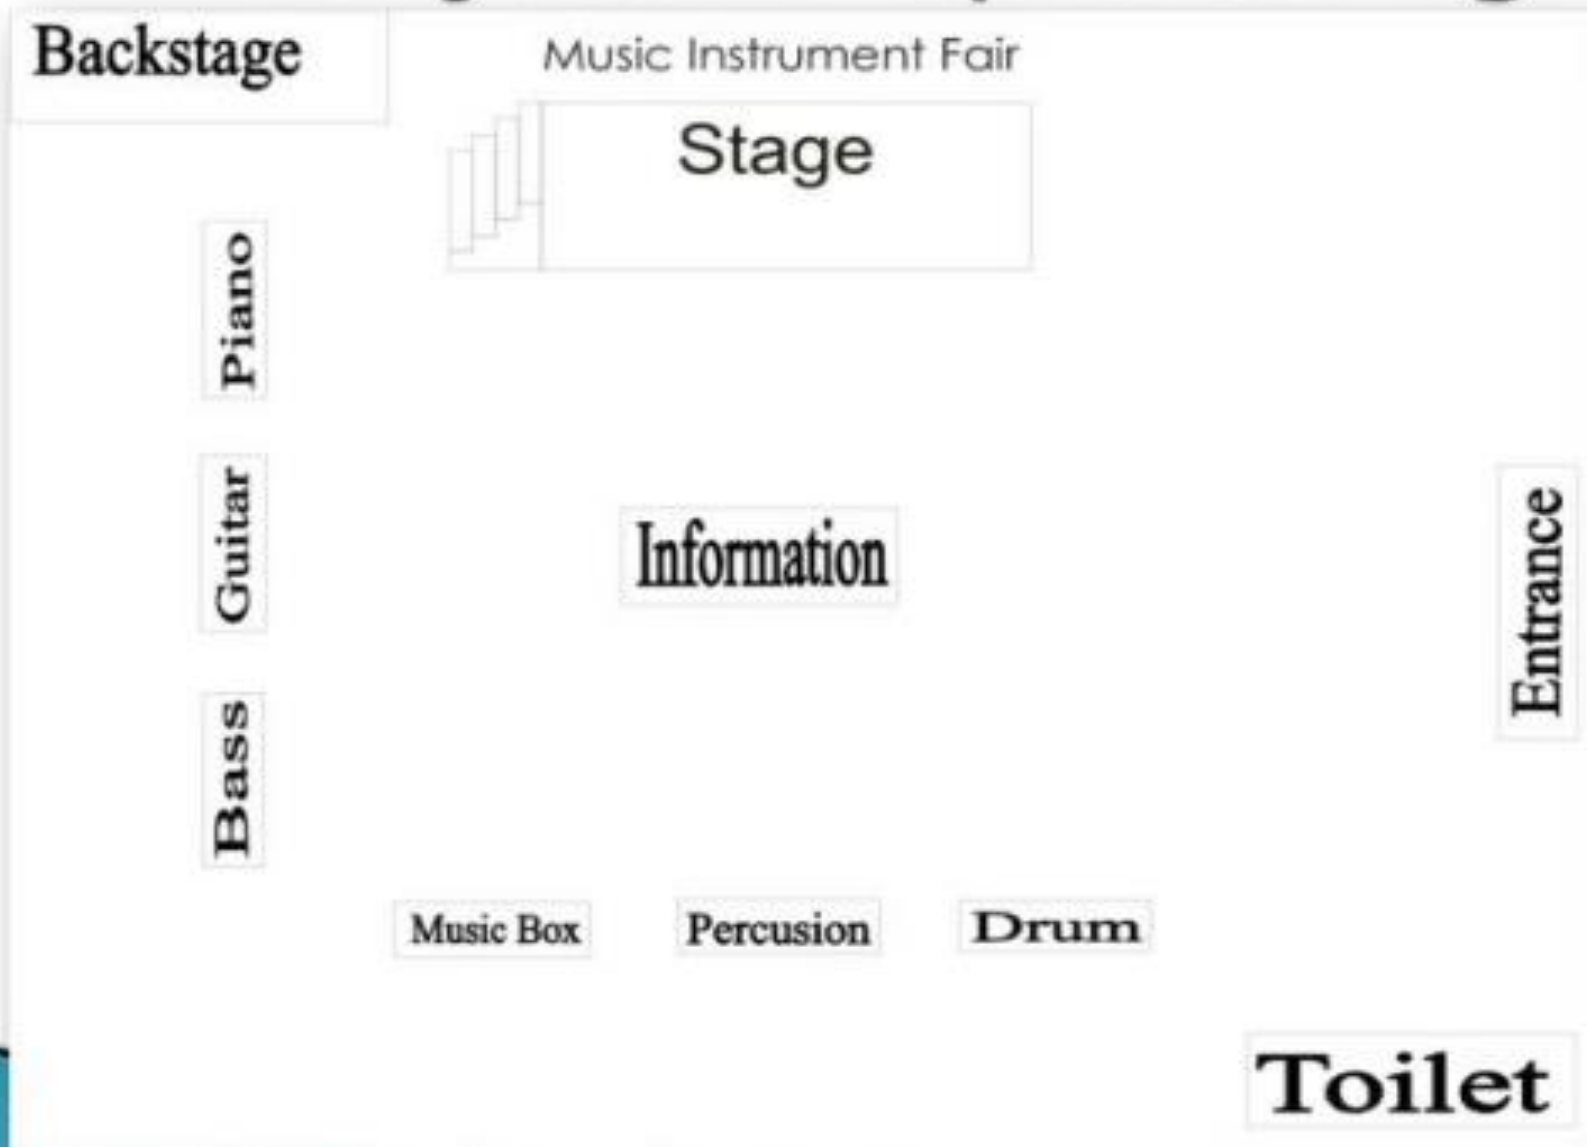 Backstage
Music Instrument Fair
Stage
Piano
Guitar
Information
Entrance
Bass
Music Box
Percusion
Drum
Toilet